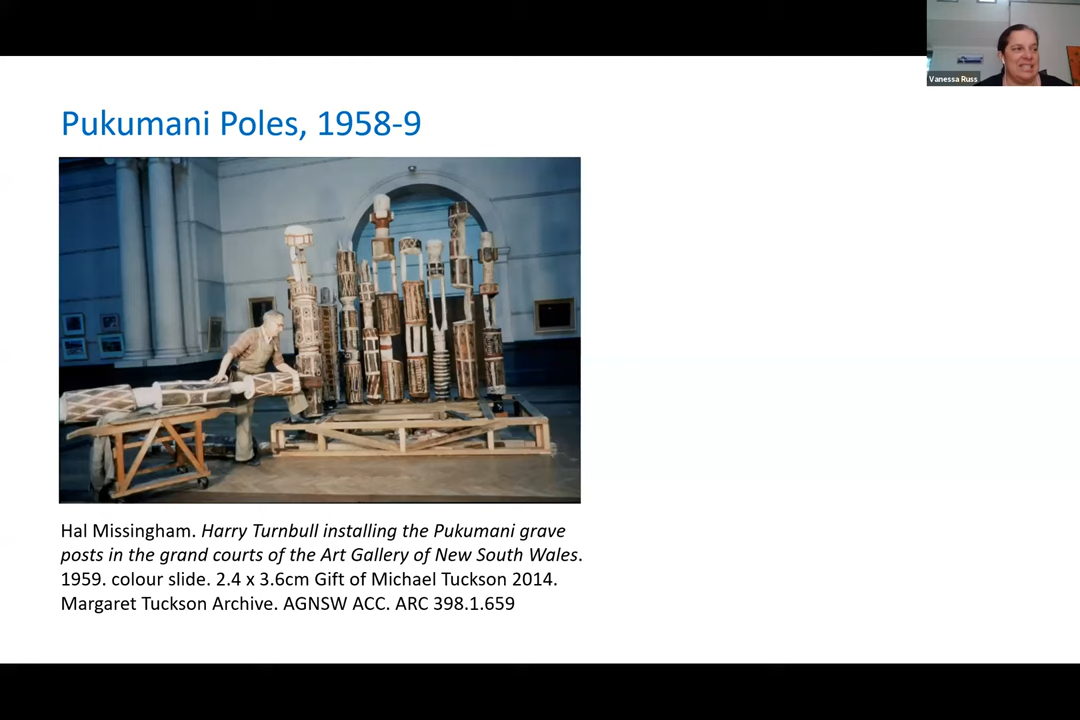 Vanessa Russ
Pukumani Poles, 1958-9
Hal Missingham. Harry Turnbull installing the Pukumani grave
posts in the grand courts of the Art Gallery of New South Wales.
1959. colour slide. 2.4 x 3.6cm Gift of Michael Tuckson 2014.
Margaret Tuckson Archive. AGNSW ACC. ARC 398.1.659